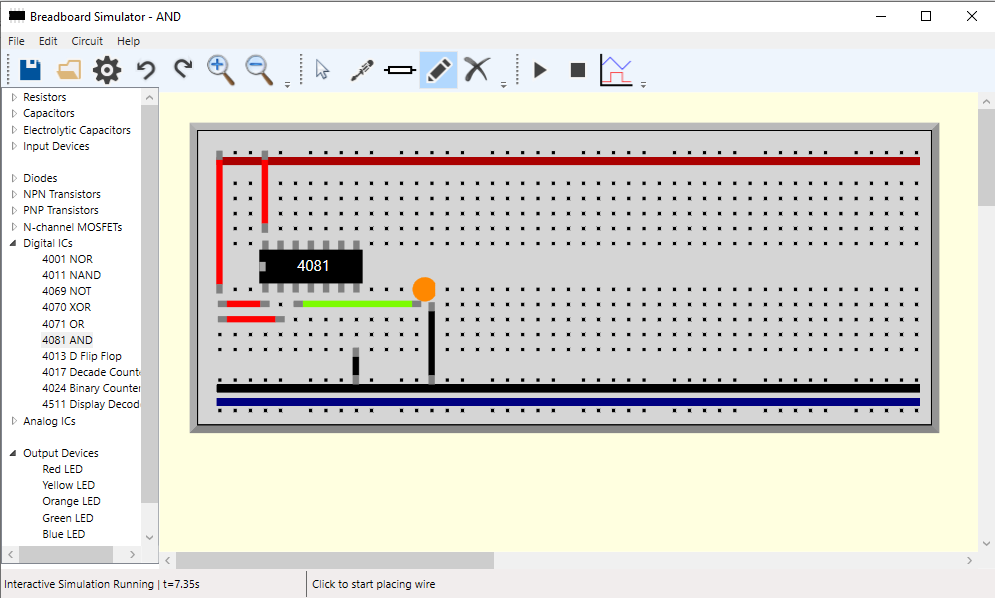 Breadboard Simulator - AND
File Edit Circuit Help
Resistors
Capacitors
Electrolytic Capacitors
Input Devices
Diodes
NPN Transistors
PNP Transistors
N-channel MOSFETs
Digital ICs
4001 NOR
4011 NAND
4069 NOT
4070 XOR
4071 OR
4081 AND
4013 D Flip Flop
4017 Decade Count
4024 Binary Counter
4511 Display Decod
Analog ICs
Output Devices
Red LED
Yellow LED
Orange LED
Green LED
Blue LED
4081
Interactive Simulation Running | t=7.35s
Click to start placing wire